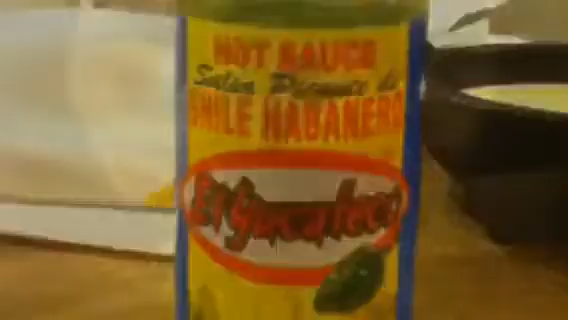 HOT SAUCE
Salsa Picante de
CHILE HABANERO
El Yucateco